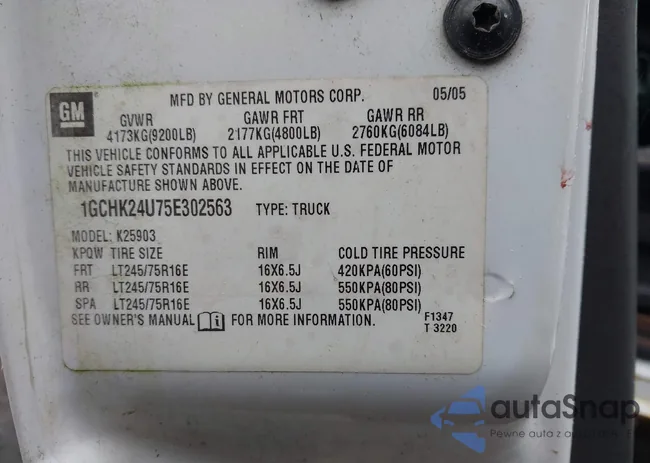 GM
MFD BY GENERAL MOTORS CORP. 05/05
GVWR GAWR FRT GAWR RR
4173KG(9200LB) 2177KG(4800LB) 2760KG(6084LB)
THIS VEHICLE CONFORMS TO ALL APPLICABLE U.S. FEDERAL MOTOR
VEHICLE SAFETY STANDARDS IN EFFECT ON THE DATE OF
MANUFACTURE SHOWN ABOVE.
1GCHK24U75E302563 TYPE: TRUCK
MODEL: K25903
KPQW TIRE SIZE RIM COLD TIRE PRESSURE
FRT LT245/75R16E 16X6.5J 420KPA(60PSI)
RR LT245/75R16E 16X6.5J 550KPA(80PSI)
SPA LT245/75R16E 16X6.5J 550KPA(80PSI)
SEE OWNER'S MANUAL FOR MORE INFORMATION.
F1347
T 3220
autaSnap
Pewne auta z